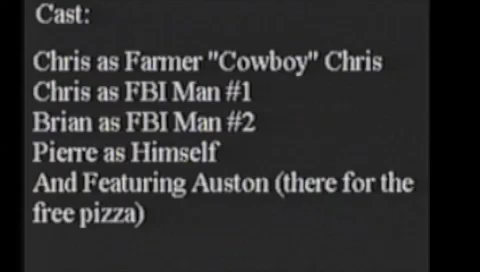 Cast:
Chris as Farmer "Cowboy" Chris
Chris as FBI Man #1
Brian as FBI Man #2
Pierre as Himself
And Featuring Auston (there for the
free pizza)